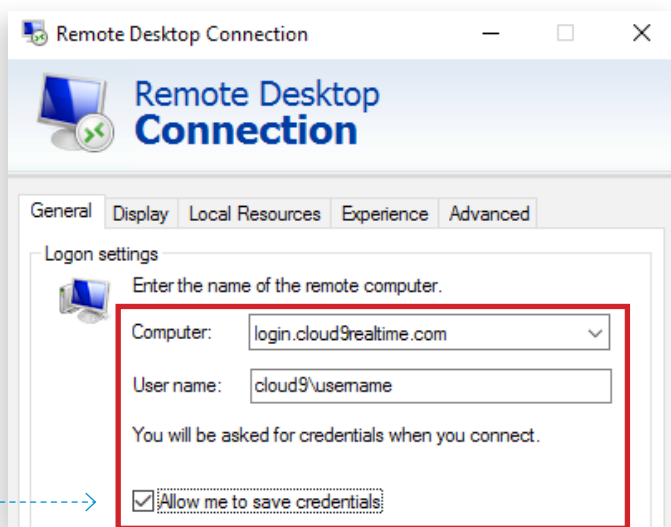 Remote Desktop Connection
Remote Desktop
Connection
General Display Local Resources Experience Advanced
Logon settings
Enter the name of the remote computer.
Computer: login.cloud9realtime.com
User name: cloud9\username
You will be asked for credentials when you connect.
Allow me to save credentials